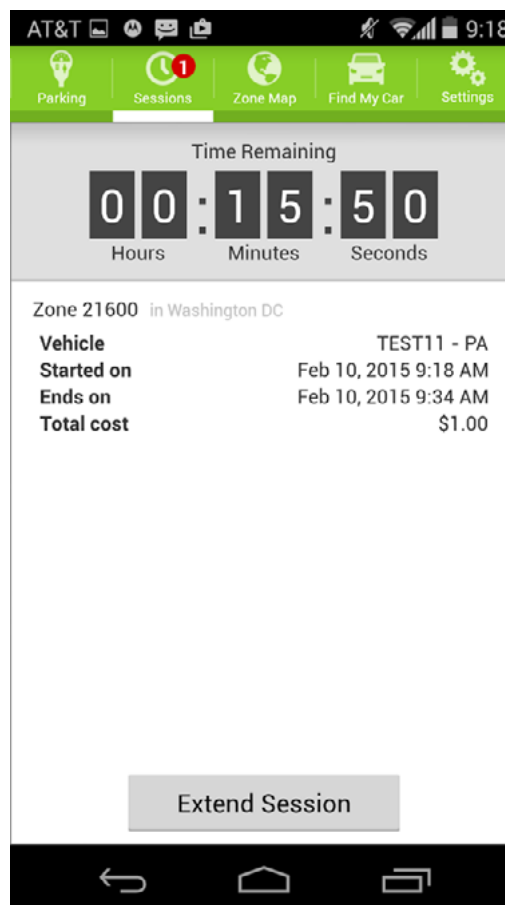 AT&T 9:18
Parking Sessions 1 Zone Map Find My Car Settings
Time Remaining
00:15:50
Hours Minutes Seconds
Zone 21600 in Washington DC
Vehicle TEST11 - PA
Started on Feb 10, 2015 9:18 AM
Ends on Feb 10, 2015 9:34 AM
Total cost $1.00
Extend Session